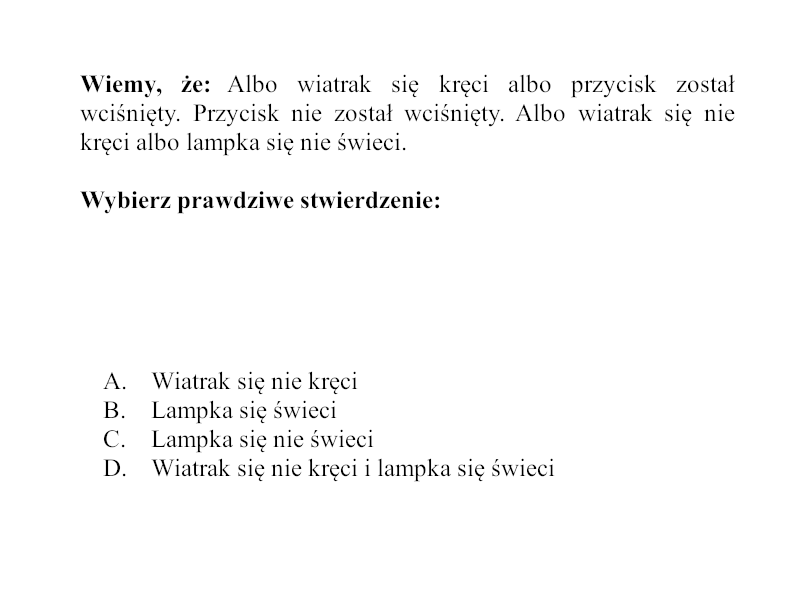 Wiemy, że: Albo wiatrak się kręci albo przycisk został
wciśnięty. Przycisk nie został wciśnięty. Albo wiatrak się nie
kręci albo lampka się nie świeci.
Wybierz prawdziwe stwierdzenie:
A. Wiatrak się nie kręci
B. Lampka się świeci
C. Lampka się nie świeci
D. Wiatrak się nie kręci i lampka się świeci